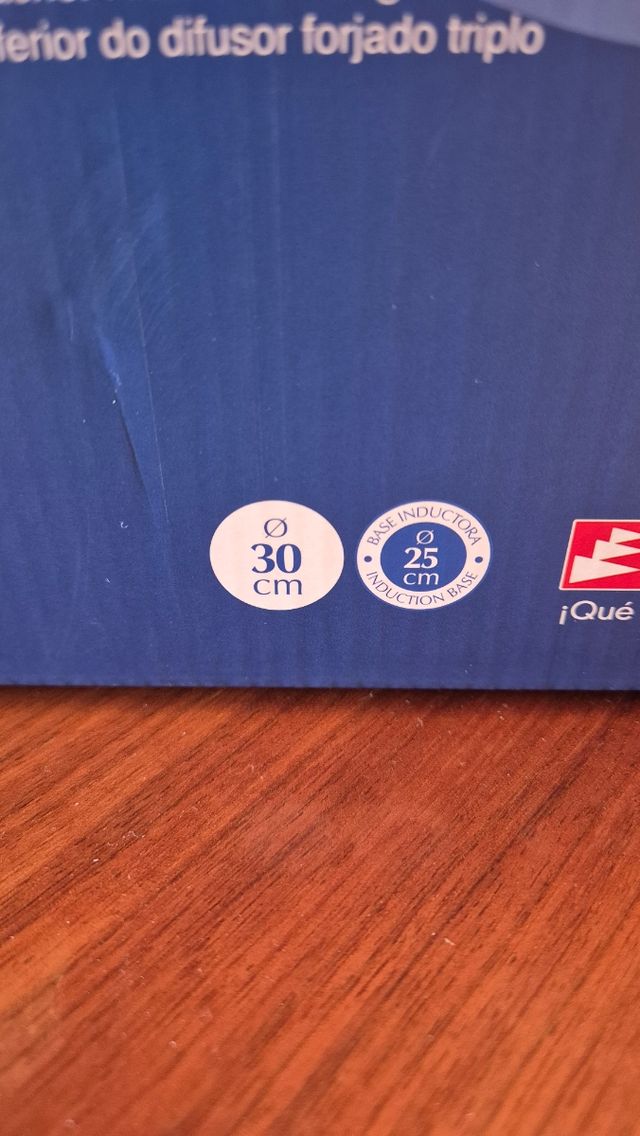 ferior do difusor forjado triplo
Ø
30
cm
BASE INDUCTORA
Ø
25
cm
INDUCTION BASE
¡Qué